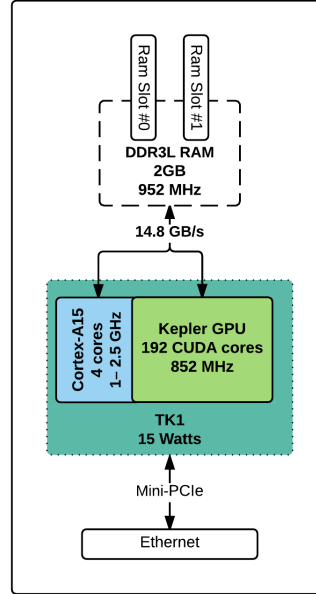 Ram Slot #0
Ram Slot #1
DDR3L RAM
2GB
952 MHz
14.8 GB/s
Cortex-A15
4 cores
1– 2.5 GHz
Kepler GPU
192 CUDA cores
852 MHz
TK1
15 Watts
Mini-PCIe
Ethernet